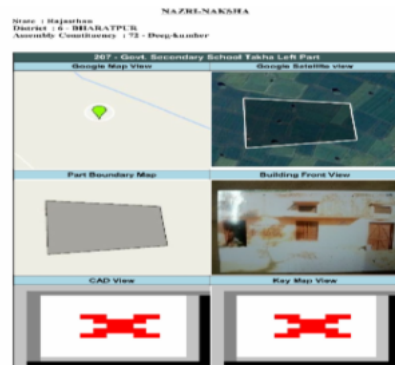 NAZRI-NAKSHA
State : Rajasthan
District : 6 - BHARATPUR
Assembly Constituency : 72 - Deeg-kumher
207 - Govt. Secondary School Takha Left Part
Google Map View
Google Satellite view
Part Boundary Map
Building Front View
CAD View
Key Map View